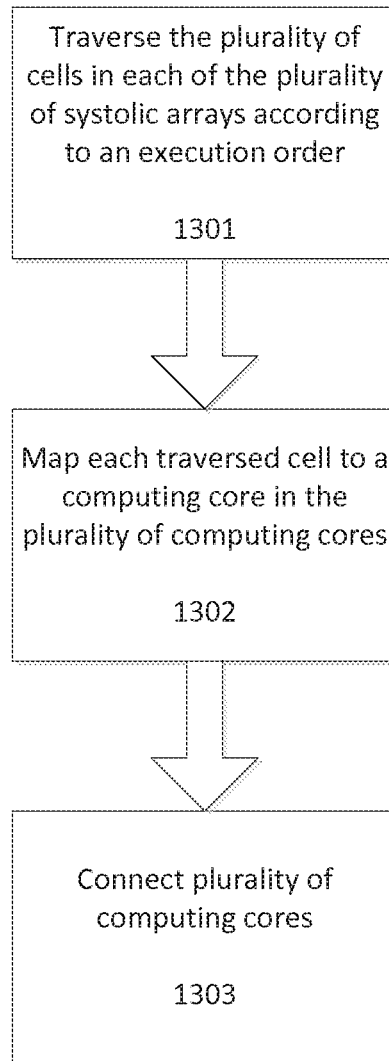 Traverse the plurality of
cells in each of the plurality
of systolic arrays according
to an execution order
1301
Map each traversed cell to a
computing core in the
plurality of computing cores
1302
Connect plurality of
computing cores
1303